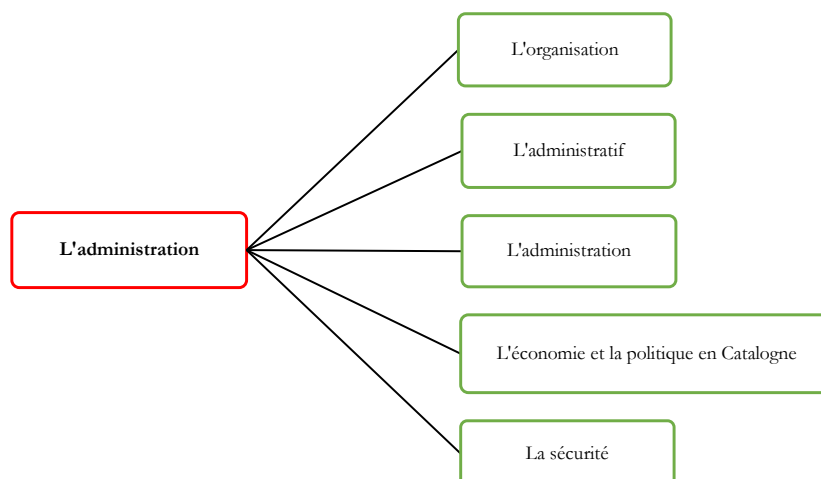 L'organisation
L'administratif
L'administration
L'administration
L'économie et la politique en Catalogne
La sécurité